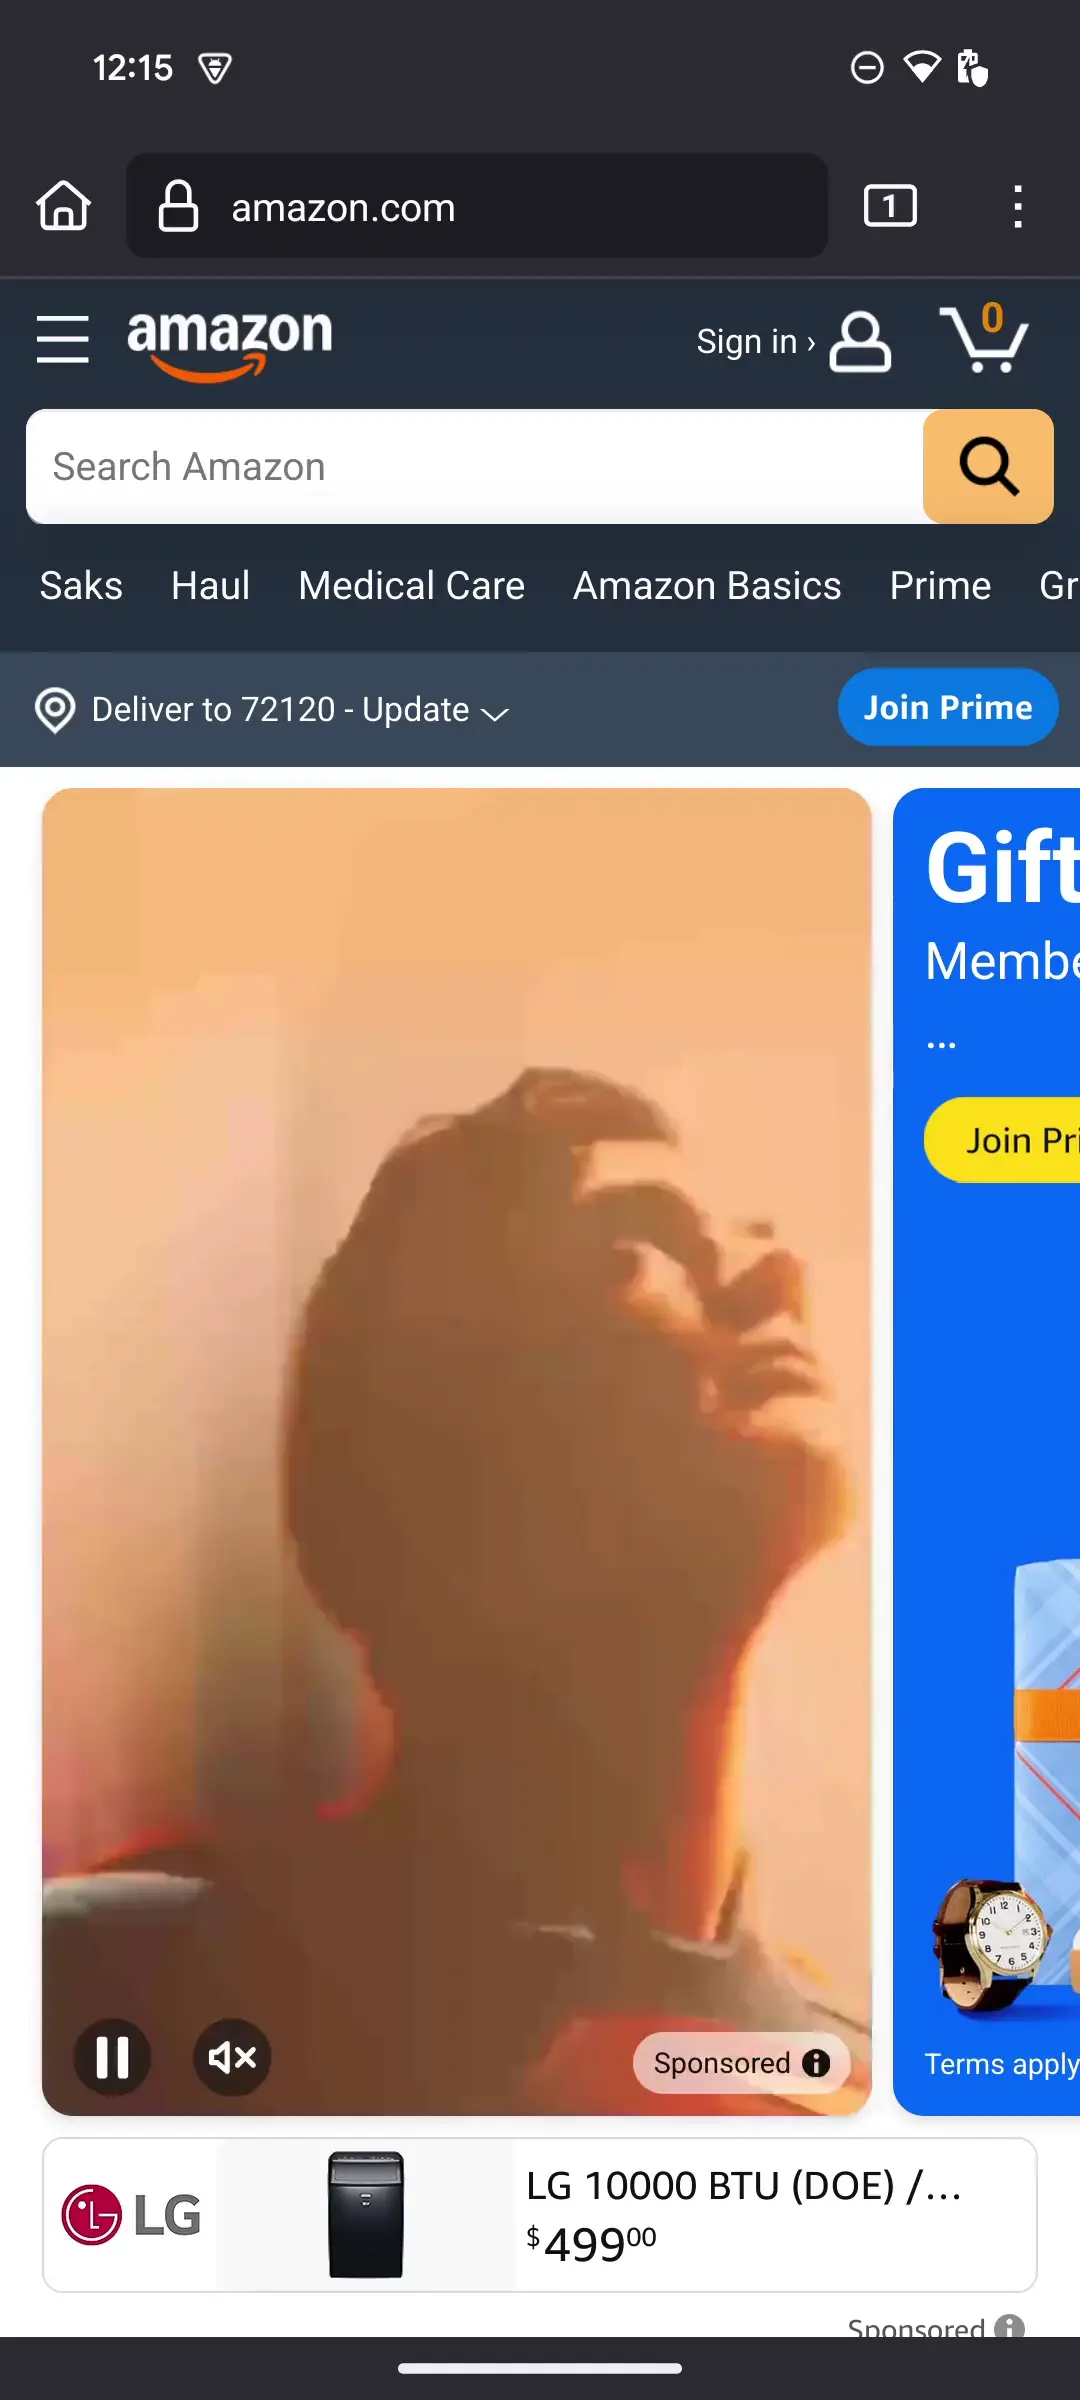 12:15
amazon.com
1
amazon
Sign in ›
0
Search Amazon
Saks Haul Medical Care Amazon Basics Prime Gr
Deliver to 72120 - Update
Join Prime
Gift
Membe
...
Join Pri
Terms apply
Sponsored
LG
LG 10000 BTU (DOE) /...
$49900
Sponsored